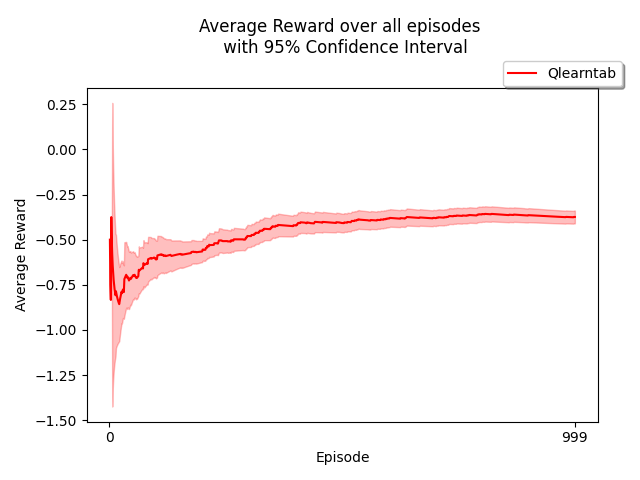 Average Reward over all episodes
with 95% Confidence Interval
Qlearntab
0.25
0.00
−0.25
−0.50
−0.75
−1.00
−1.25
−1.50
Average Reward
0
999
Episode